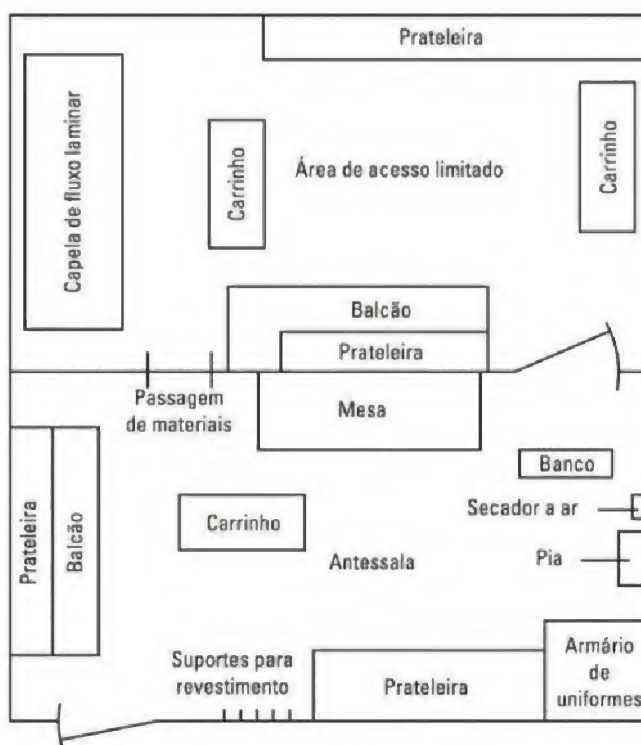 Prateleira
Capela de fluxo laminar
Carrinho
Área de acesso limitado
Carrinho
Balcão
Prateleira
Passagem
de materiais
Mesa
Banco
Prateleira
Balcão
Carrinho
Secador a ar
Antessala
Pia
Suportes para
revestimento
Prateleira
Armário
de
uniformes